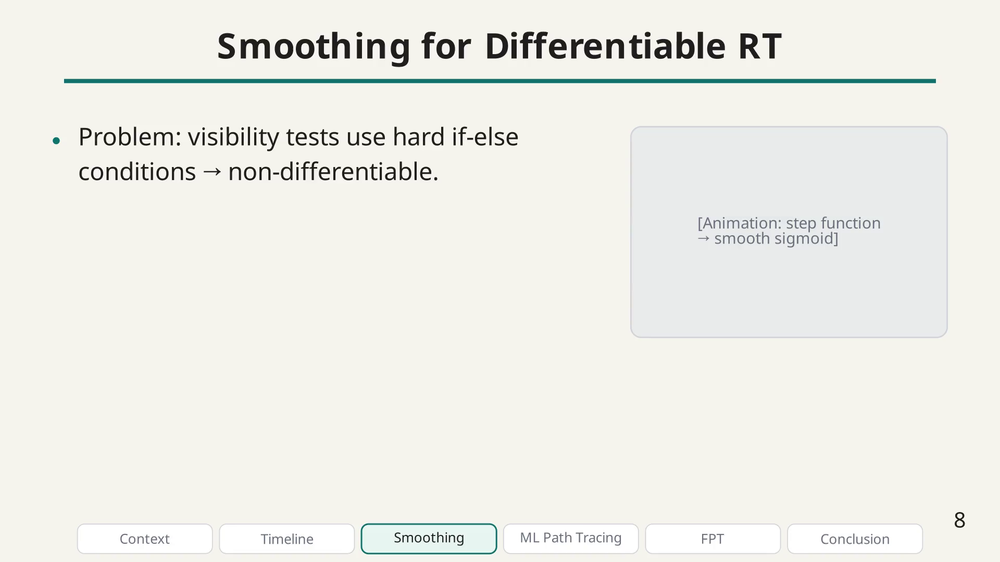 Smoothing for Differentiable RT
• Problem: visibility tests use hard if-else
conditions → non-differentiable.
[Animation: step function
→ smooth sigmoid]
8
Context
Timeline
Smoothing
ML Path Tracing
FPT
Conclusion